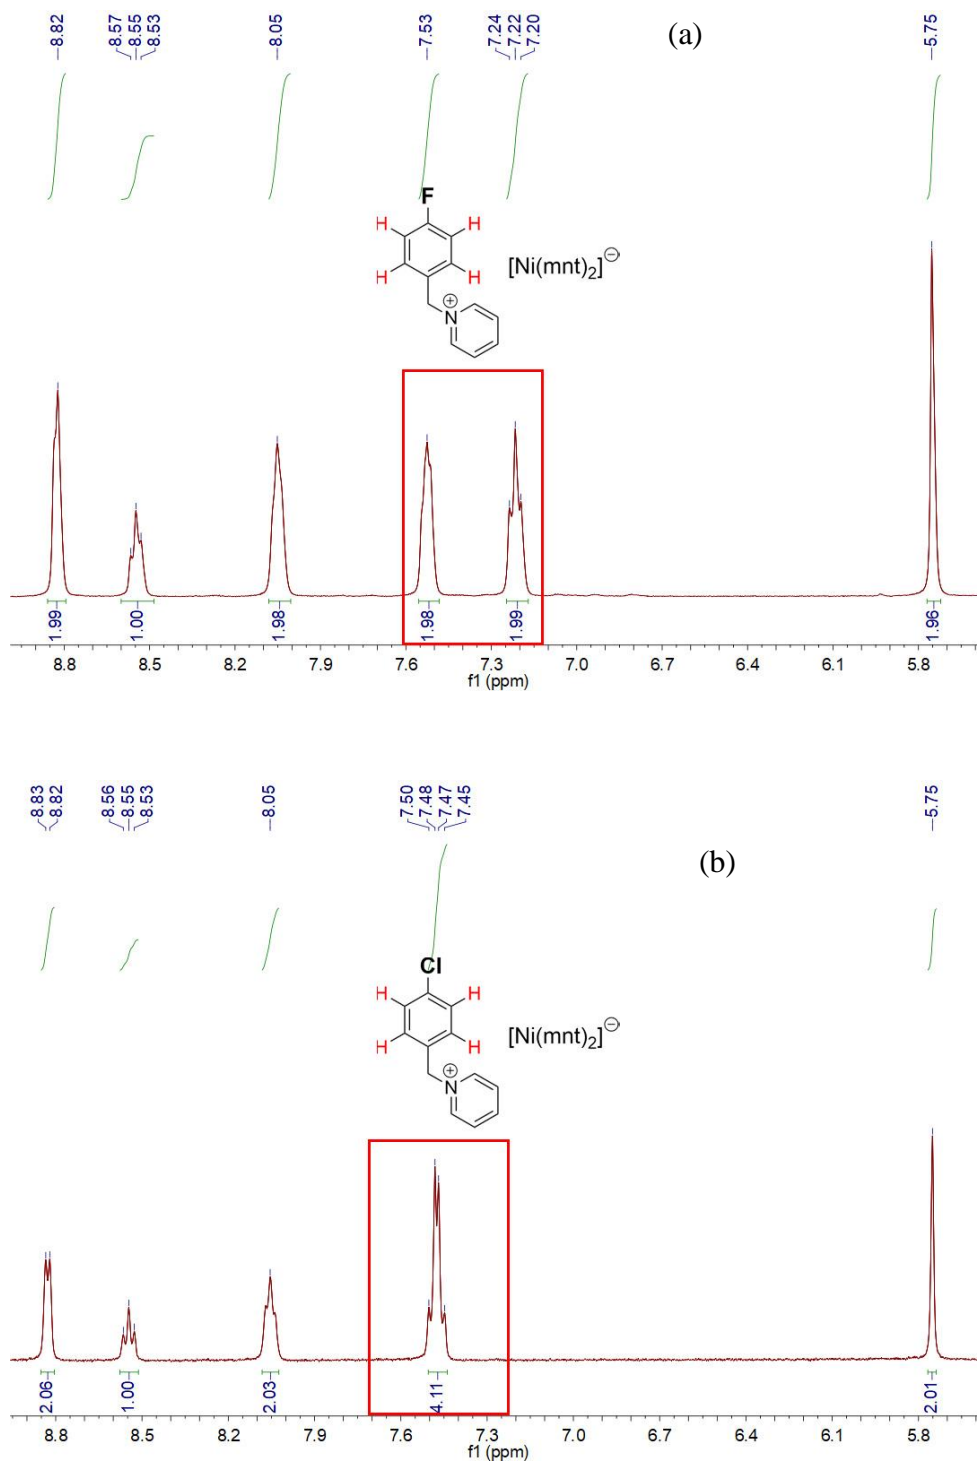 8.82 8.57 8.55 8.53 8.05 7.53 7.24 7.22 7.20 5.75
(a)
F
H H
H H
[Ni(mnt)2]⊖
⊕
N
1.99 1.00 1.98 1.98 1.99 1.96
8.8 8.5 8.2 7.9 7.6 7.3 7.0 6.7 6.4 6.1 5.8
f1 (ppm)
8.83 8.82 8.56 8.55 8.53 8.05 7.50 7.48 7.47 7.45 5.75
(b)
Cl
H H
H H
[Ni(mnt)2]⊖
⊕
N
2.06 1.00 2.03 4.11 2.01
8.8 8.5 8.2 7.9 7.6 7.3 7.0 6.7 6.4 6.1 5.8
f1 (ppm)